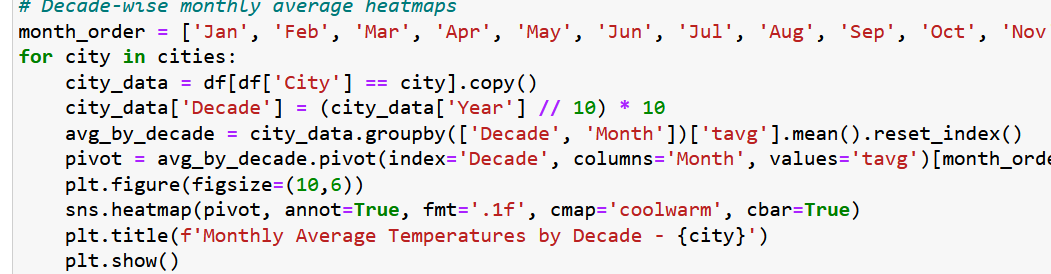 # Decade-wise monthly average heatmaps
month_order = ['Jan', 'Feb', 'Mar', 'Apr', 'May', 'Jun', 'Jul', 'Aug', 'Sep', 'Oct', 'Nov
for city in cities:
    city_data = df[df['City'] == city].copy()
    city_data['Decade'] = (city_data['Year'] // 10) * 10
    avg_by_decade = city_data.groupby(['Decade', 'Month'])['tavg'].mean().reset_index()
    pivot = avg_by_decade.pivot(index='Decade', columns='Month', values='tavg')[month_orde
    plt.figure(figsize=(10,6))
    sns.heatmap(pivot, annot=True, fmt='.1f', cmap='coolwarm', cbar=True)
    plt.title(f'Monthly Average Temperatures by Decade - {city}')
    plt.show()